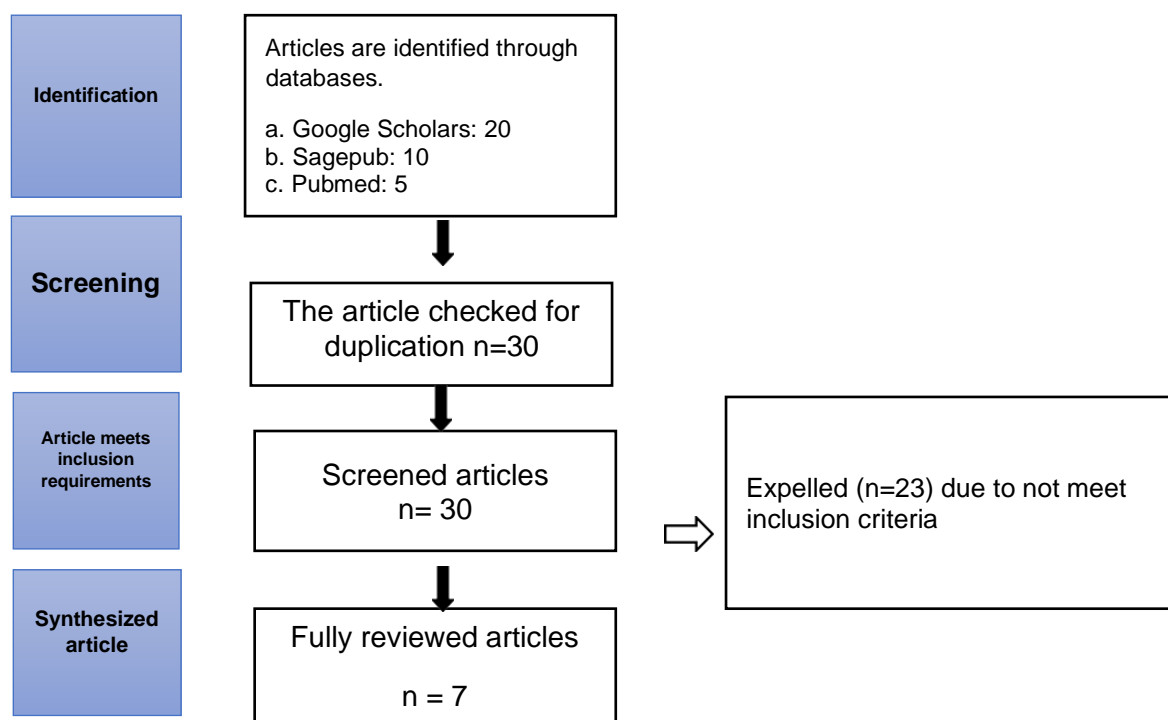 Identification
Articles are identified through
databases.
a. Google Scholars: 20
b. Sagepub: 10
c. Pubmed: 5
Screening
The article checked for
duplication n=30
Article meets
inclusion
requirements
Screened articles
n= 30
Expelled (n=23) due to not meet
inclusion criteria
Synthesized
article
Fully reviewed articles
n = 7